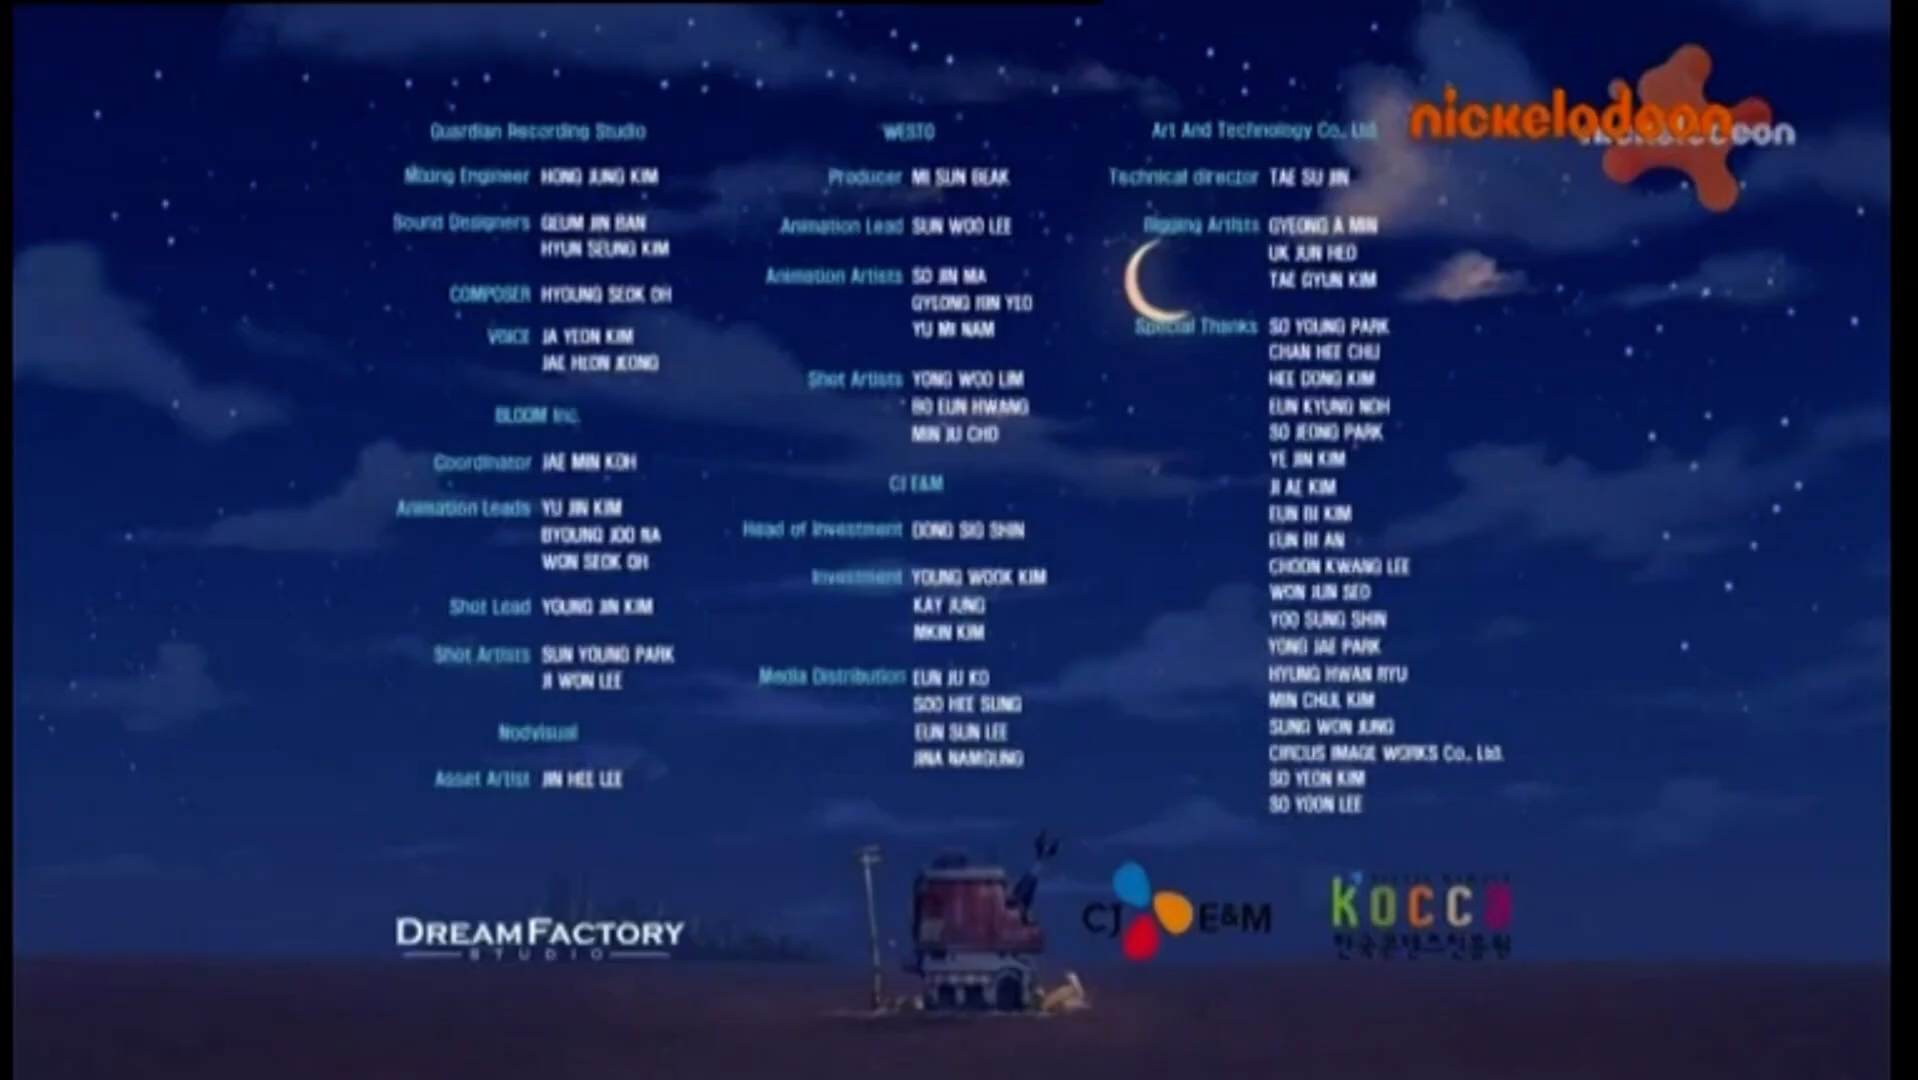 Guardian Recording Studio
Mixing Engineer HONG JUNG KIM
Sound Designers GEUM JIN BAN
HYUN SEUNG KIM
COMPOSER HYOUNG SEOK OH
VOICE JA YEON KIM
JAE HEON JEONG
BLOOM Inc.
Coordinator JAE MIN KOH
Animation Leads YU JIN KIM
BYOUNG JOO NA
WON SEOK OH
Shot Lead YOUNG JIN KIM
Shot Artists SUN YOUNG PARK
JI WON LEE
Nodvisual
Asset Artist JIN HEE LEE
WESTO
Producer MI SUN BEAK
Animation Lead SUN WOO LEE
Animation Artists SO JIN MA
GYEONG MIN YEO
YU MI NAM
Shot Artists YONG WOO LIM
BO EUN HWANG
MIN JU CHO
CJ E&M
Head of Investment DONG SIG SHIN
Investment YOUNG WOOK KIM
KAY JUNG
MKIN KIM
Media Distribution EUN JU KO
SOO HEE SUNG
EUN SUN LEE
JINA NAMGUNG
Art And Technology Co., Ltd.
Technical director TAE SU JIN
Rigging Artists GYEONG A MIN
UK JUN HEO
TAE GYUN KIM
Special Thanks SO YOUNG PARK
CHAN HEE CHU
HEE DONG KIM
EUN KYUNG NOH
SO JEONG PARK
YE JIN KIM
JI AE KIM
EUN BI KIM
EUN BI AN
CHOON KWANG LEE
WON JUN SEO
YOO SUNG SHIN
YONG JAE PARK
HYUNG HWAN RYU
MIN CHUL KIM
SUNG WON JUNG
CIRCUS IMAGE WORKS Co., Ltd.
SO YEON KIM
SO YOON LEE
nickelodeon
DREAMFACTORY
STUDIO
CJ E&M
KOCCA
한국콘텐츠진흥원